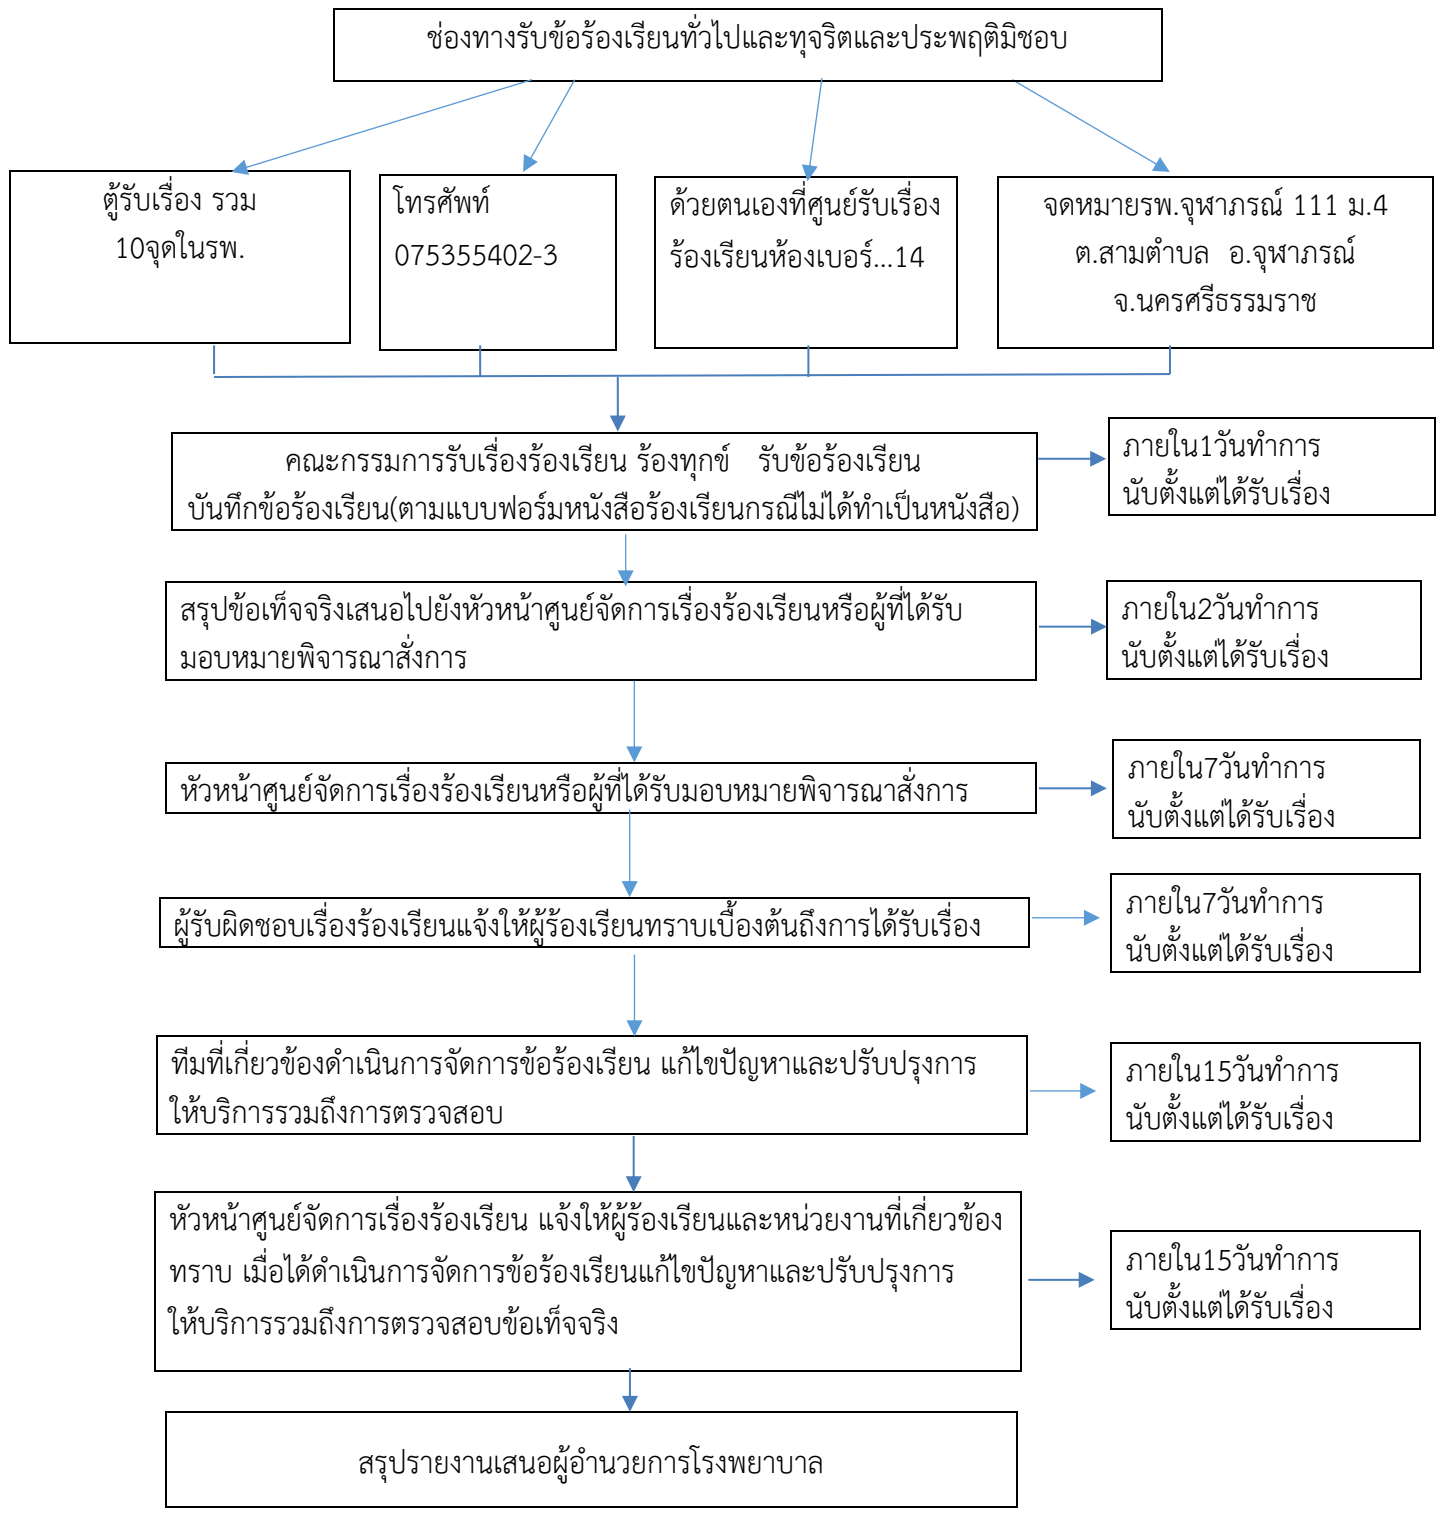 ช่องทางรับข้อร้องเรียนทั่วไปและทุจริตและประพฤติมิชอบ
ตู้รับเรื่อง รวม
10จุดในรพ.
โทรศัพท์
075355402-3
ด้วยตนเองที่ศูนย์รับเรื่อง
ร้องเรียนห้องเบอร์...14
จดหมายรพ.จุฬาภรณ์ 111 ม.4
ต.สามตำบล อ.จุฬาภรณ์
จ.นครศรีธรรมราช
คณะกรรมการรับเรื่องร้องเรียน ร้องทุกข์ รับข้อร้องเรียน
บันทึกข้อร้องเรียน(ตามแบบฟอร์มหนังสือร้องเรียนกรณีไม่ได้ทำเป็นหนังสือ)
ภายใน1วันทำการ
นับตั้งแต่ได้รับเรื่อง
สรุปข้อเท็จจริงเสนอไปยังหัวหน้าศูนย์จัดการเรื่องร้องเรียนหรือผู้ที่ได้รับ
มอบหมายพิจารณาสั่งการ
ภายใน2วันทำการ
นับตั้งแต่ได้รับเรื่อง
หัวหน้าศูนย์จัดการเรื่องร้องเรียนหรือผู้ที่ได้รับมอบหมายพิจารณาสั่งการ
ภายใน7วันทำการ
นับตั้งแต่ได้รับเรื่อง
ผู้รับผิดชอบเรื่องร้องเรียนแจ้งให้ผู้ร้องเรียนทราบเบื้องต้นถึงการได้รับเรื่อง
ภายใน7วันทำการ
นับตั้งแต่ได้รับเรื่อง
ทีมที่เกี่ยวข้องดำเนินการจัดการข้อร้องเรียน แก้ไขปัญหาและปรับปรุงการ
ให้บริการรวมถึงการตรวจสอบ
ภายใน15วันทำการ
นับตั้งแต่ได้รับเรื่อง
หัวหน้าศูนย์จัดการเรื่องร้องเรียน แจ้งให้ผู้ร้องเรียนและหน่วยงานที่เกี่ยวข้อง
ทราบ เมื่อได้ดำเนินการจัดการข้อร้องเรียนแก้ไขปัญหาและปรับปรุงการ
ให้บริการรวมถึงการตรวจสอบข้อเท็จจริง
ภายใน15วันทำการ
นับตั้งแต่ได้รับเรื่อง
สรุปรายงานเสนอผู้อำนวยการโรงพยาบาล